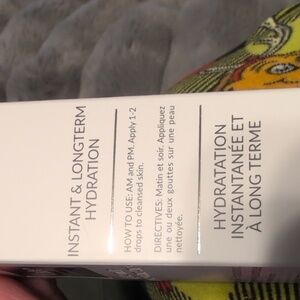 INSTANT & LONGTERM
HYDRATION
HOW TO USE: AM and PM. Apply 1-2
drops to cleansed skin.
DIRECTIVES: Matin et soir. Appliquez
une ou deux gouttes sur une peau
nettoyée.
HYDRATATION
INSTANTANÉE ET
À LONG TERME